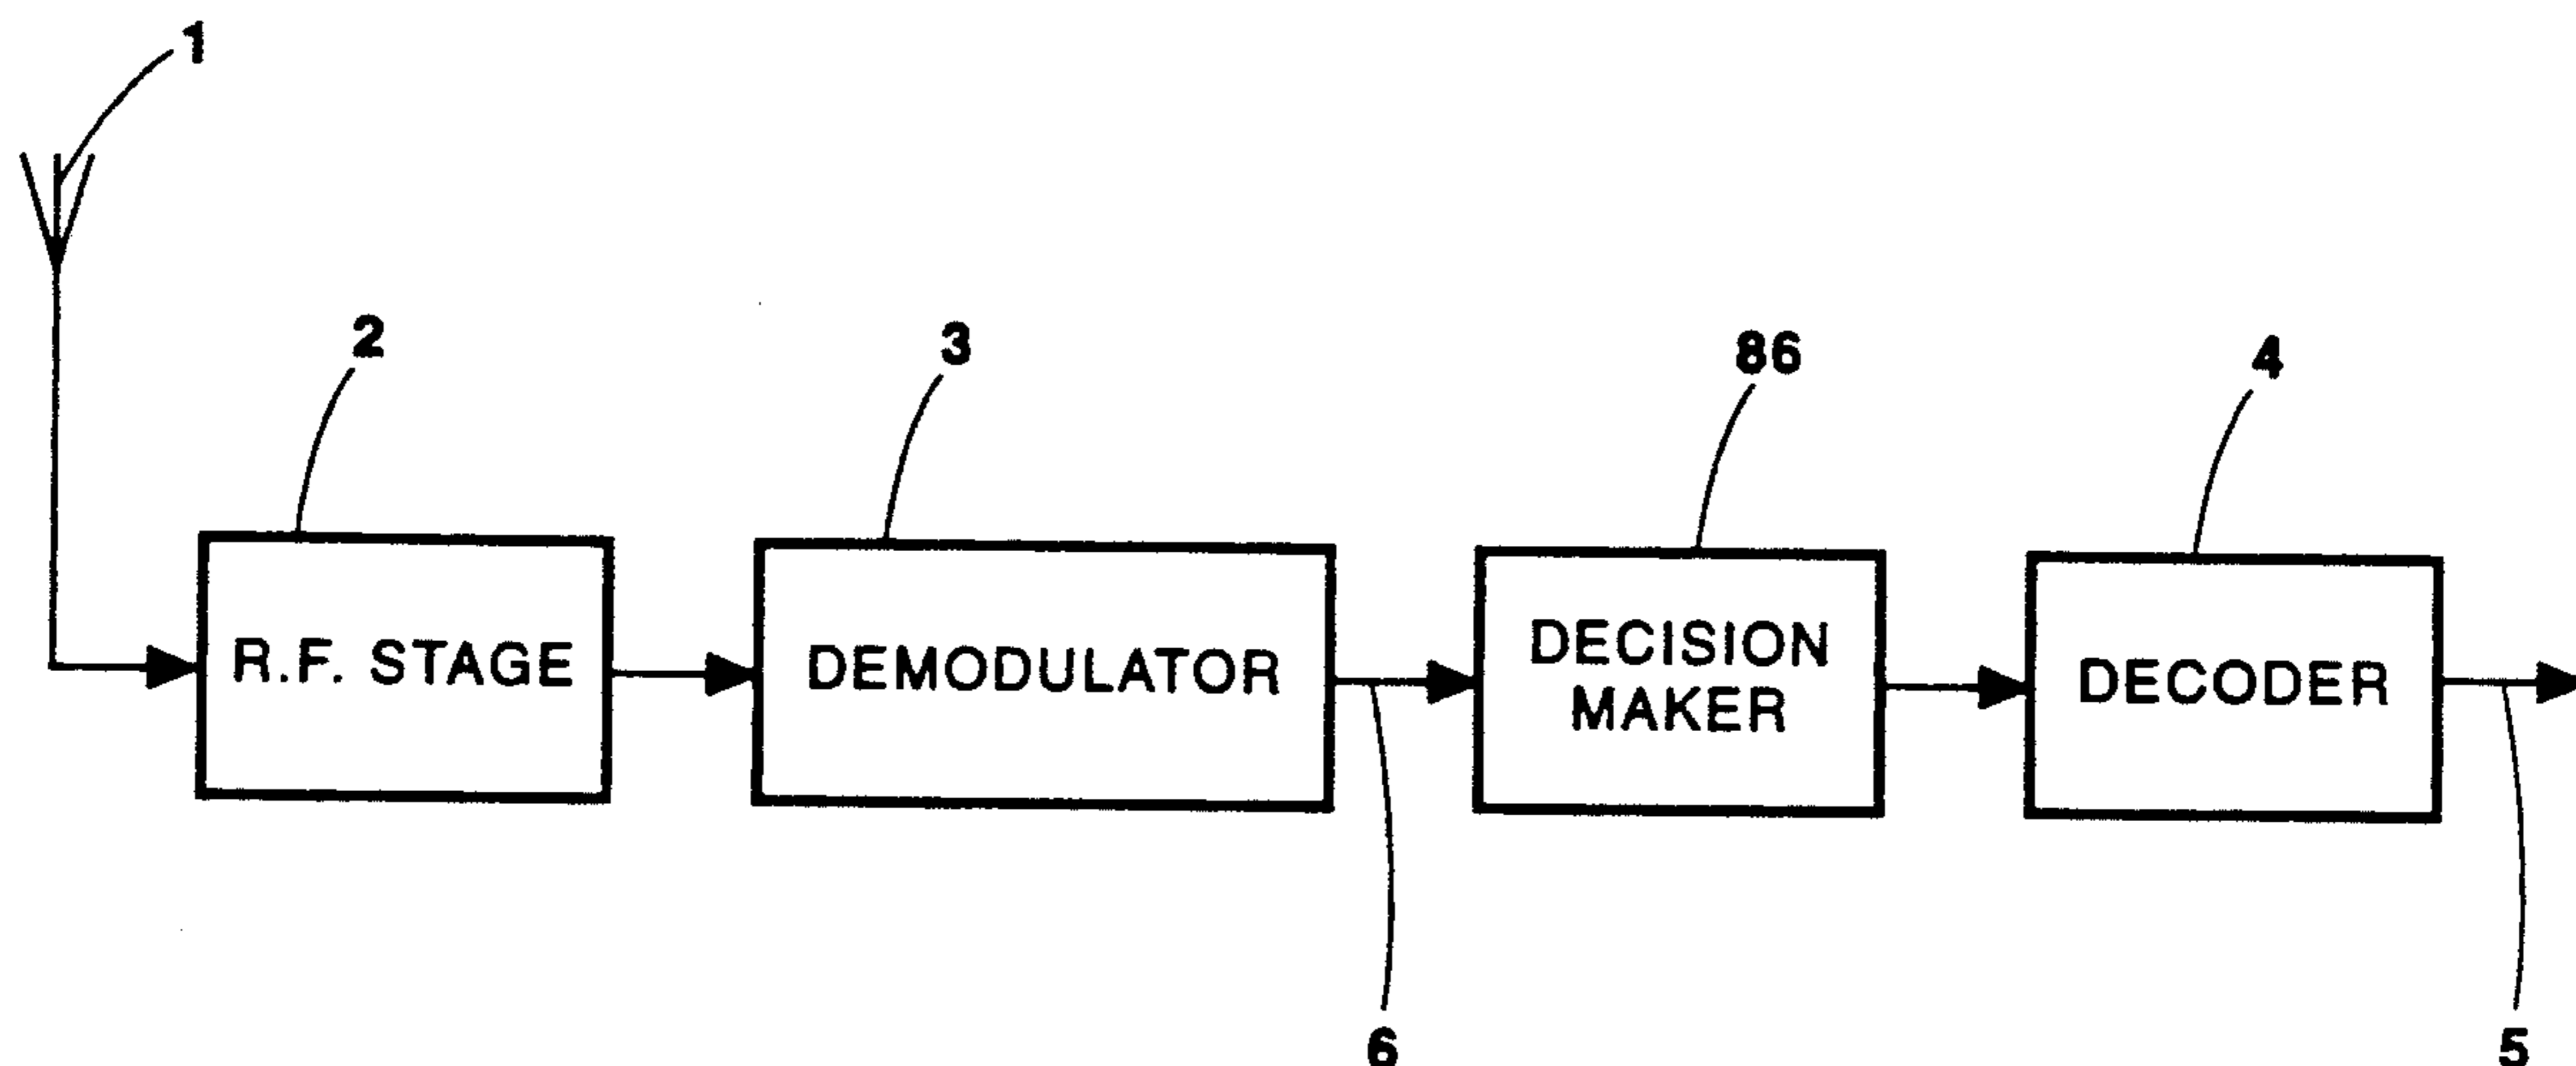 1
2
3
86
4
R.F. STAGE
DEMODULATOR
DECISION
MAKER
DECODER
6
5